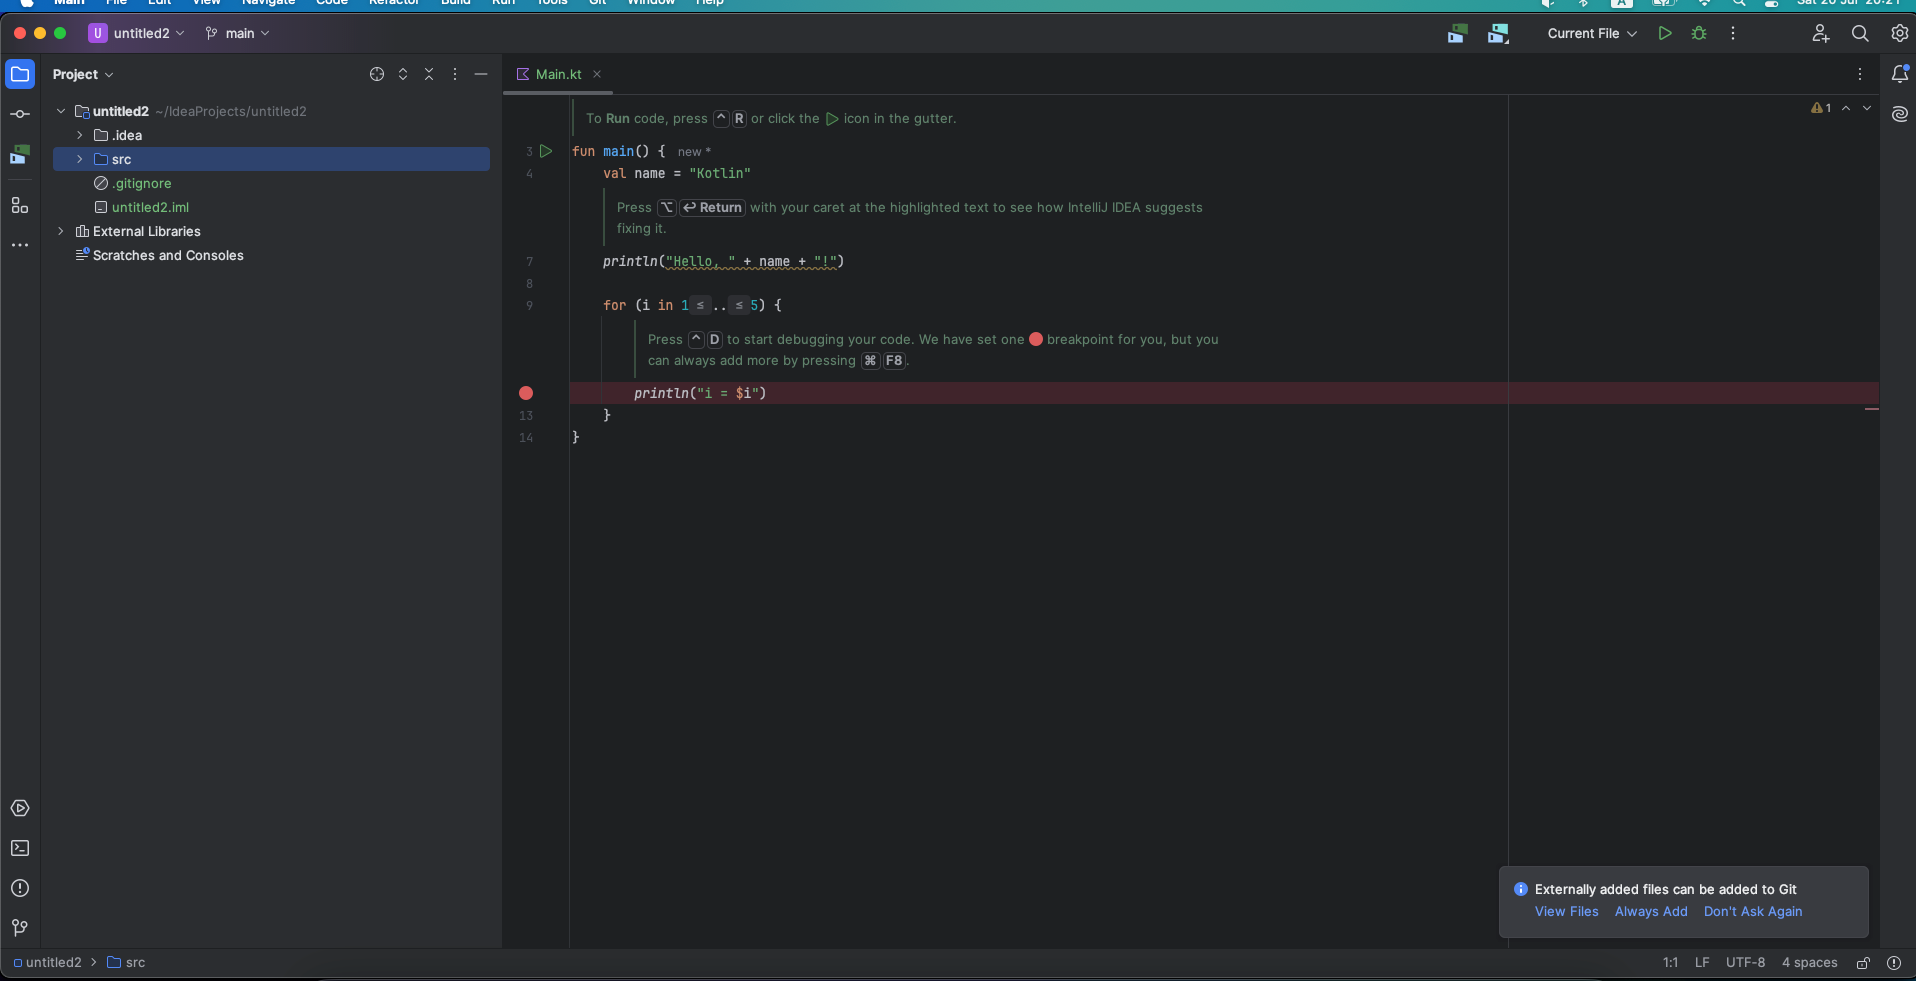 Main File Edit View Navigate Code Refactor Build Run Tools Git Window Help A Sat 20 Jul 20:21
U untitled2 main Current File
Project
Main.kt
untitled2 ~/IdeaProjects/untitled2
.idea
src
.gitignore
untitled2.iml
External Libraries
Scratches and Consoles
1
To Run code, press ^ R or click the icon in the gutter.
3 fun main() { new *
4 val name = "Kotlin"
Press ⌥ ↩ Return with your caret at the highlighted text to see how IntelliJ IDEA suggests
fixing it.
7 println("Hello, " + name + "!")
8
9 for (i in 1 ≤ .. ≤ 5) {
Press ^ D to start debugging your code. We have set one breakpoint for you, but you
can always add more by pressing ⌘ F8.
println("i = $i")
13 }
14 }
Externally added files can be added to Git
View Files Always Add Don't Ask Again
untitled2 > src 1:1 LF UTF-8 4 spaces